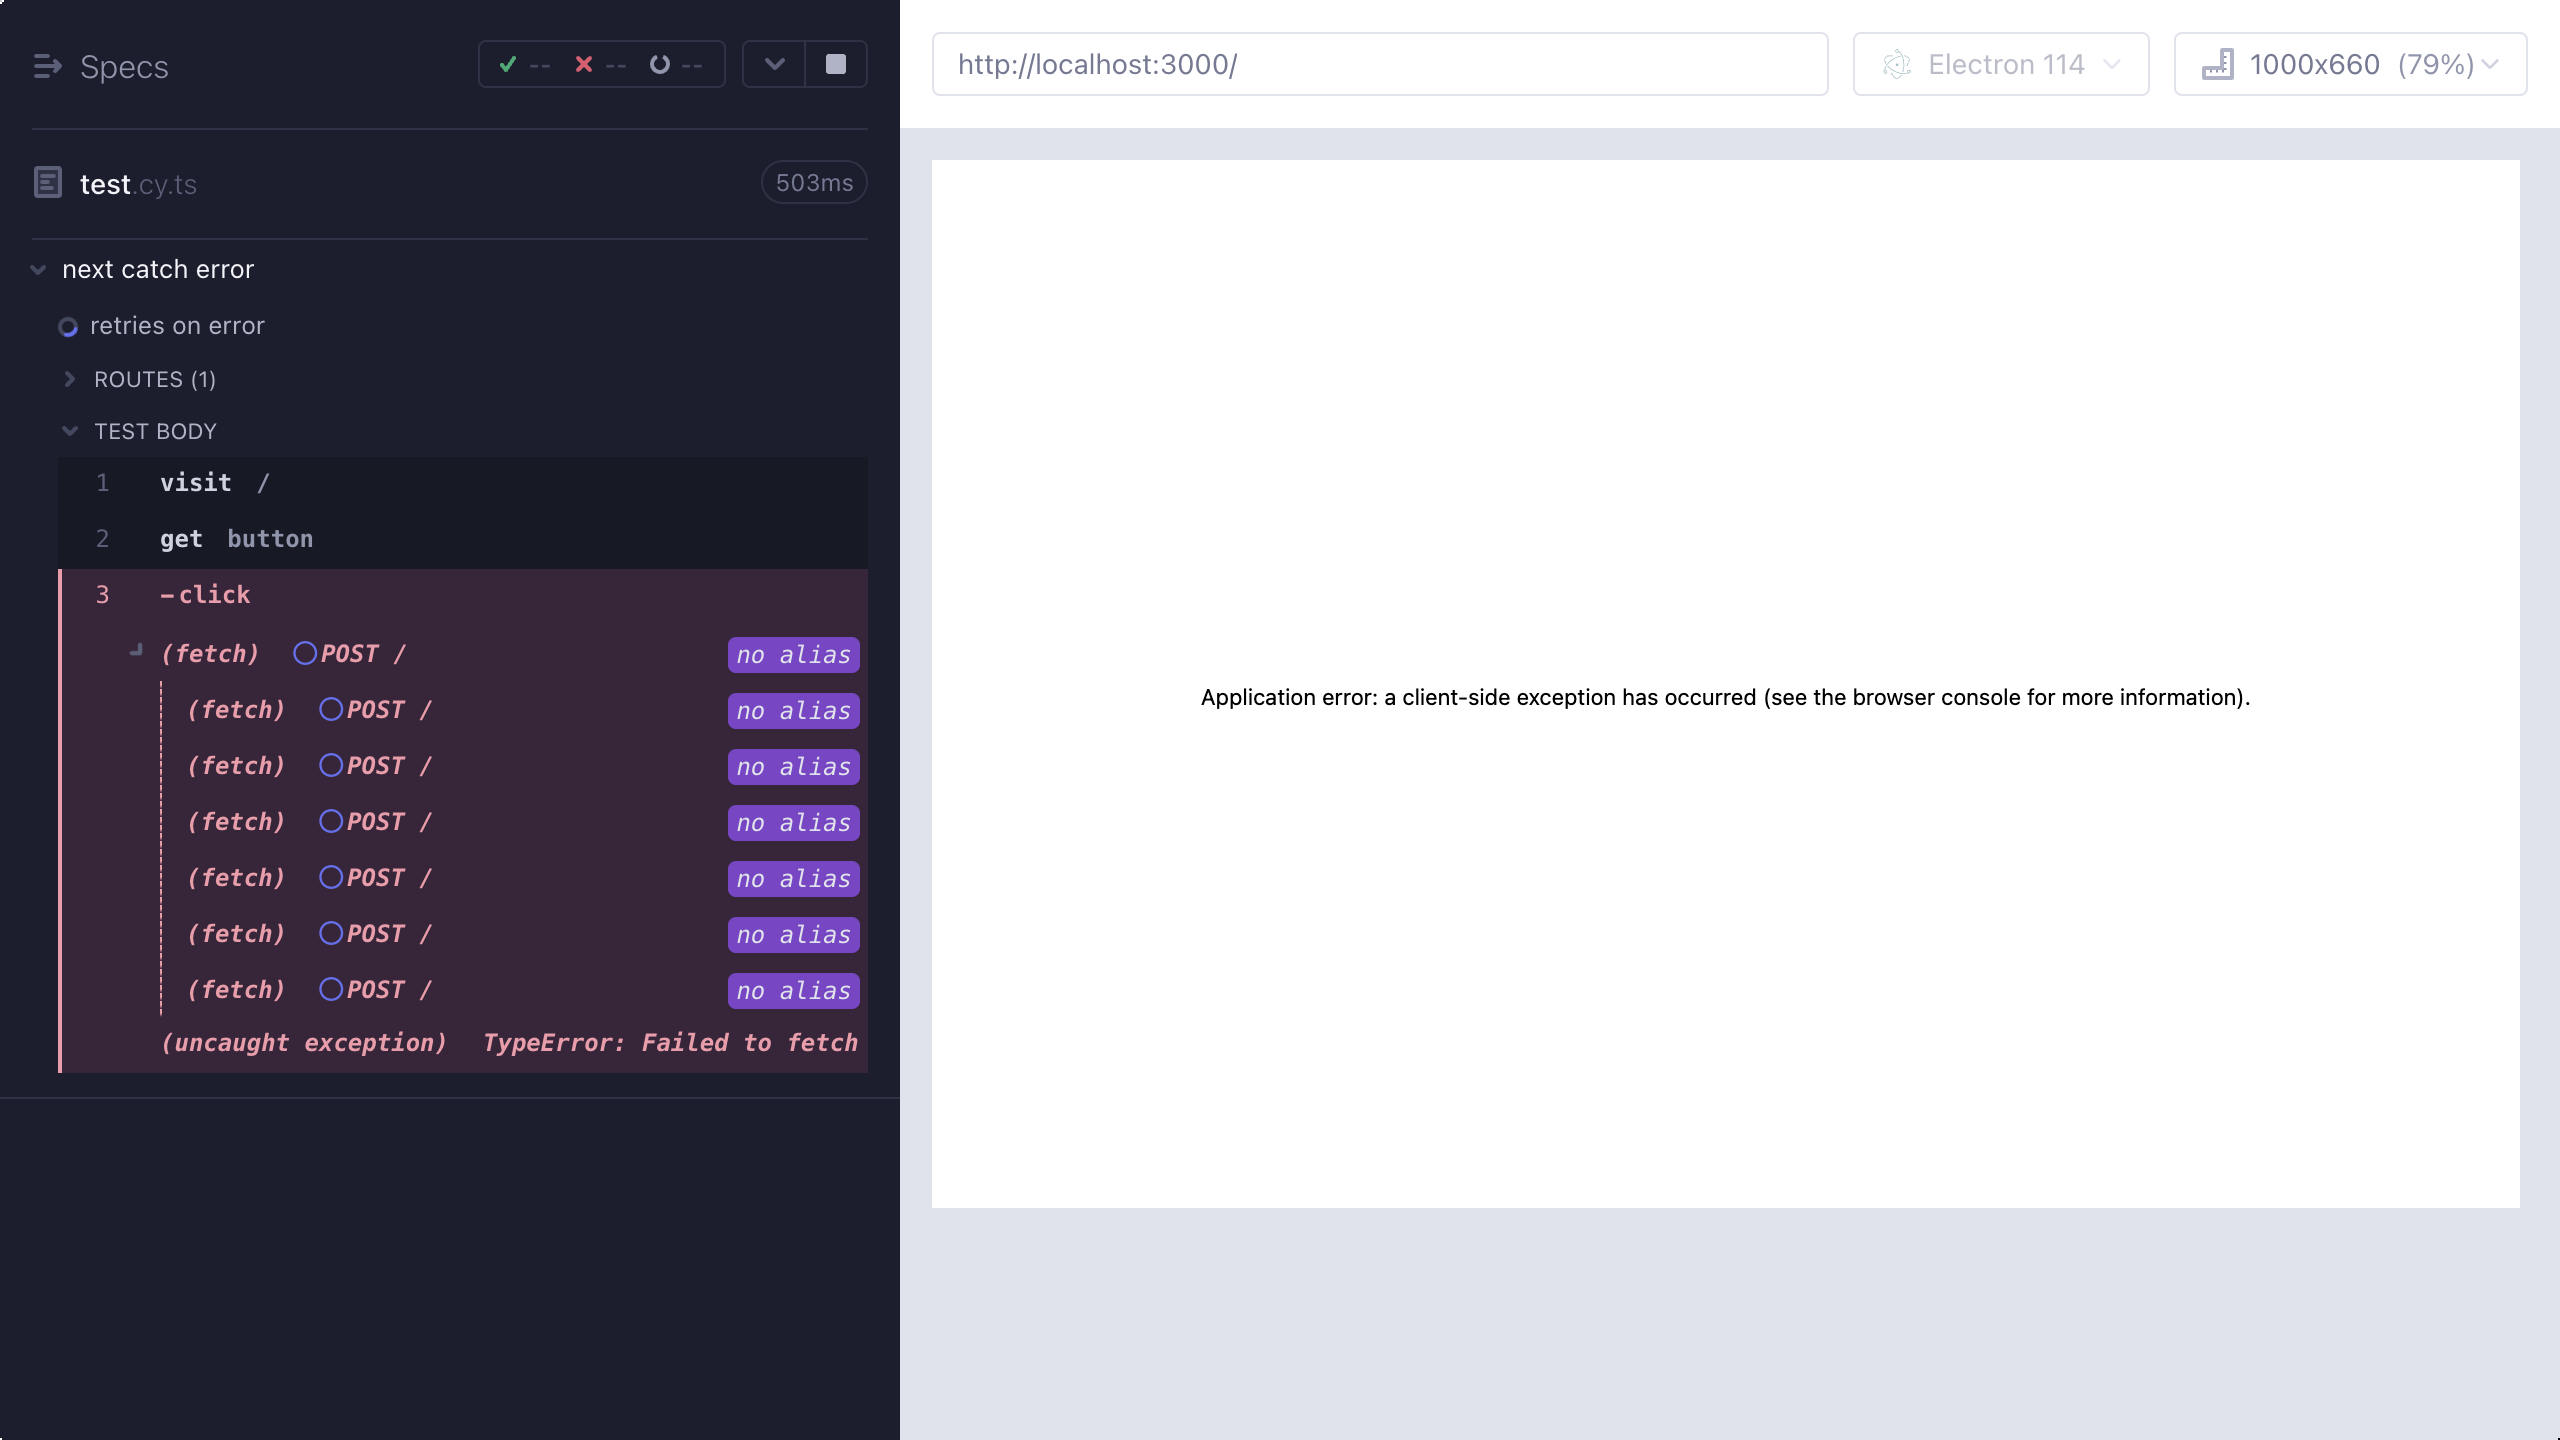 Specs
-- -- --
test.cy.ts
503ms
next catch error
retries on error
ROUTES (1)
TEST BODY
1 visit /
2 get button
3 -click
(fetch) POST / no alias
(fetch) POST / no alias
(fetch) POST / no alias
(fetch) POST / no alias
(fetch) POST / no alias
(fetch) POST / no alias
(fetch) POST / no alias
(uncaught exception) TypeError: Failed to fetch
http://localhost:3000/
Electron 114
1000x660 (79%)
Application error: a client-side exception has occurred (see the browser console for more information).